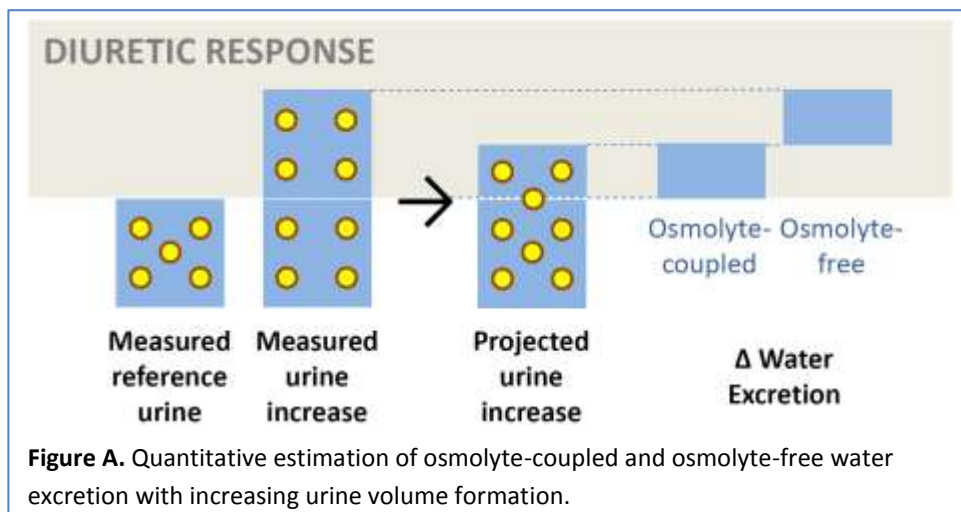 DIURETIC RESPONSE
Osmolyte- Osmolyte-
coupled free
Measured Measured Projected Δ Water
reference urine urine Excretion
urine increase increase
Figure A. Quantitative estimation of osmolyte-coupled and osmolyte-free water
excretion with increasing urine volume formation.